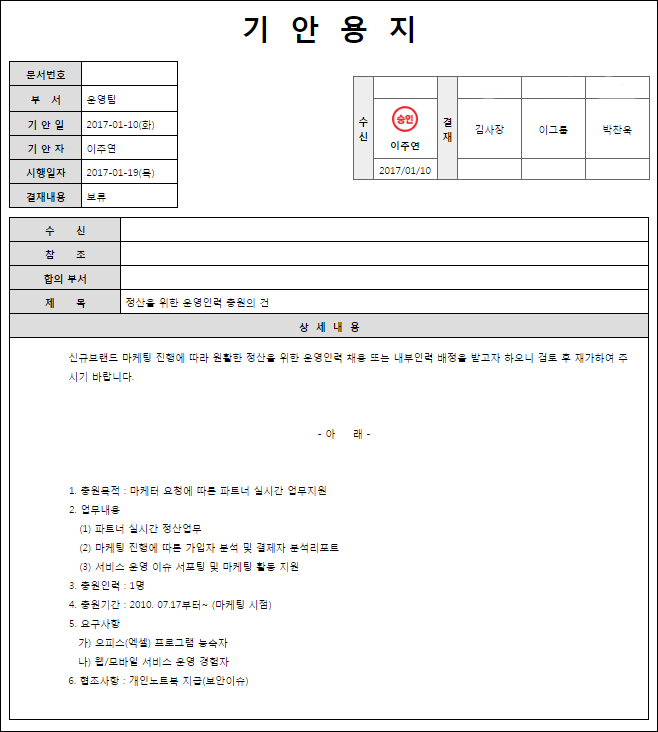 기 안 용 지
문서번호
부 서 운영팀
기 안 일 2017-01-10(화)
기 안 자 이주연
시행일자 2017-01-19(목)
결재내용 보류
수신
승인
이주연
2017/01/10
결재
김사장 이그룹 박찬욱
수 신
참 조
합의 부서
제 목 정산을 위한 운영인력 충원의 건
상 세 내 용
신규브랜드 마케팅 진행에 따라 원활한 정산을 위한 운영인력 채용 또는 내부인력 배정을 받고자 하오니 검토 후 재가하여 주
시기 바랍니다.
- 아 래 -
1. 충원목적 : 마케터 요청에 따른 파트너 실시간 업무지원
2. 업무내용
(1) 파트너 실시간 정산업무
(2) 마케팅 진행에 따른 가입자 분석 및 결제자 분석리포트
(3) 서비스 운영 이슈 서포팅 및 마케팅 활동 지원
3. 충원인력 : 1명
4. 충원기간 : 2010. 07.17부터~ (마케팅 시점)
5. 요구사항
가) 오피스(엑셀) 프로그램 능숙자
나) 웹/모바일 서비스 운영 경험자
6. 협조사항 : 개인노트북 지급(보안이슈)